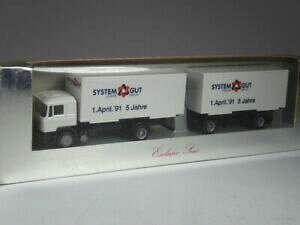 SYSTEM GUT
1. April. '91 5 Jahre
SYSTEM GUT
1. April. '91 5 Jahre
Exclusiv Serie